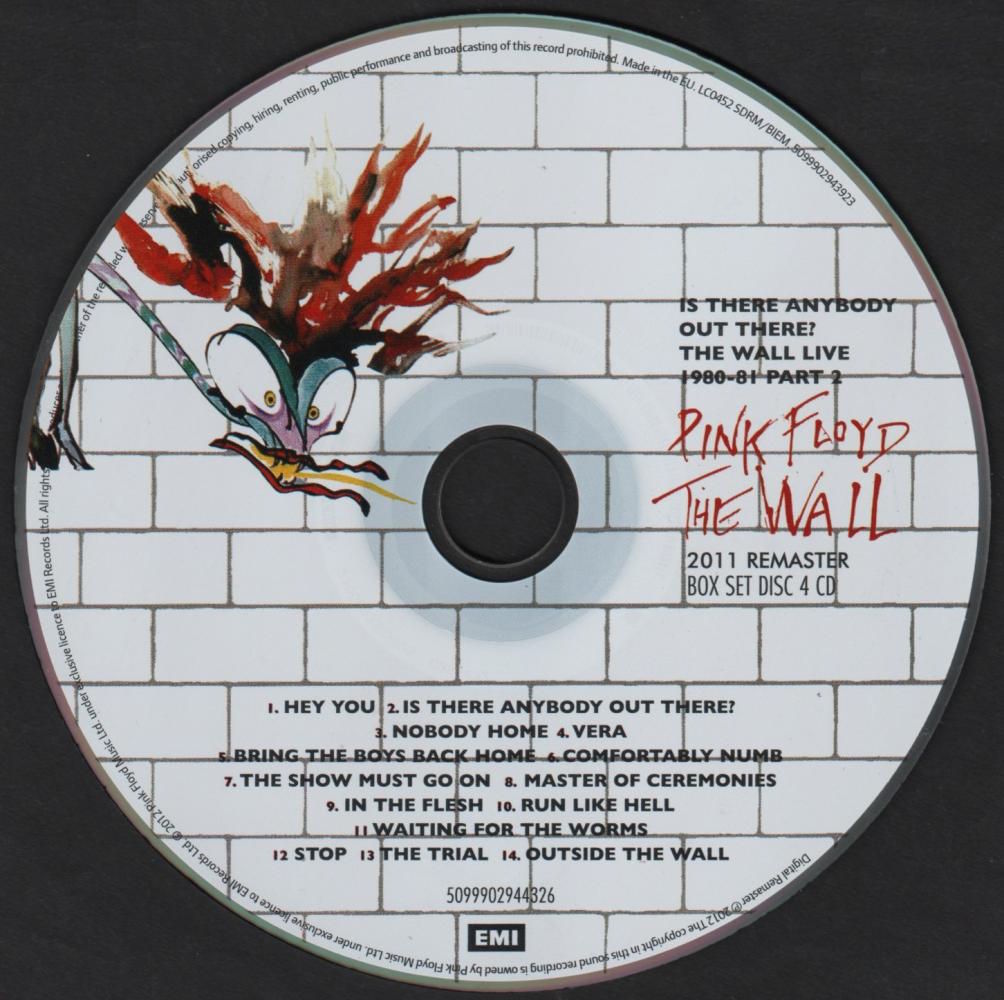 IS THERE ANYBODY
OUT THERE?
THE WALL LIVE
1980-81 PART 2
PINK FLOYD
THE WALL
2011 REMASTER
BOX SET DISC 4 CD
1. HEY YOU 2. IS THERE ANYBODY OUT THERE?
3. NOBODY HOME 4. VERA
5. BRING THE BOYS BACK HOME 6. COMFORTABLY NUMB
7. THE SHOW MUST GO ON 8. MASTER OF CEREMONIES
9. IN THE FLESH 10. RUN LIKE HELL
11 WAITING FOR THE WORMS
12 STOP 13 THE TRIAL 14. OUTSIDE THE WALL
5099902944326
EMI
Digital Remaster ℗ 2012 The copyright in this sound recording is owned by Pink Floyd Music Ltd. under exclusive licence to EMI Records Ltd © 2012 Pink Floyd Music Ltd. under exclusive licence to EMI Records Ltd. All rights of the copying, hiring, renting, public performance and broadcasting of this record prohibited. Made in the EU. LC0452 SDRM/BIEM. 5099902943923